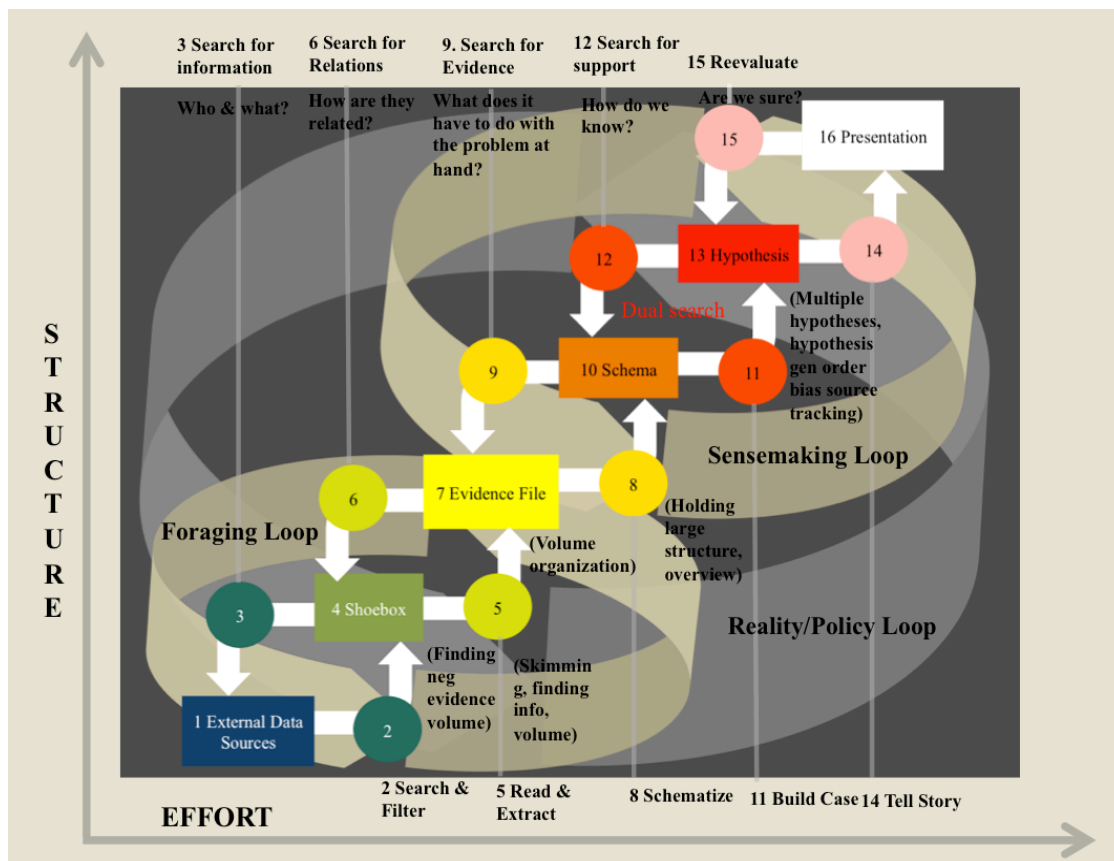 3 Search for
information
Who & what?
6 Search for
Relations
How are they
related?
9. Search for
Evidence
What does it
have to do with
the problem at
hand?
12 Search for
support
How do we
know?
15 Reevaluate
Are we sure?
15
16 Presentation
12
13 Hypothesis
14
Dual search
(Multiple
hypotheses,
hypothesis
gen order
bias source
tracking)
9
10 Schema
11
Sensemaking Loop
6
7 Evidence File
8
(Holding
large
structure,
overview)
Foraging Loop
(Volume
organization)
3
4 Shoebox
5
Reality/Policy Loop
(Finding
neg
evidence
volume)
(Skimmin
g, finding
info,
volume)
1 External Data
Sources
2
2 Search &
Filter
5 Read &
Extract
8 Schematize
11 Build Case
14 Tell Story
S
T
R
U
C
T
U
R
E
EFFORT